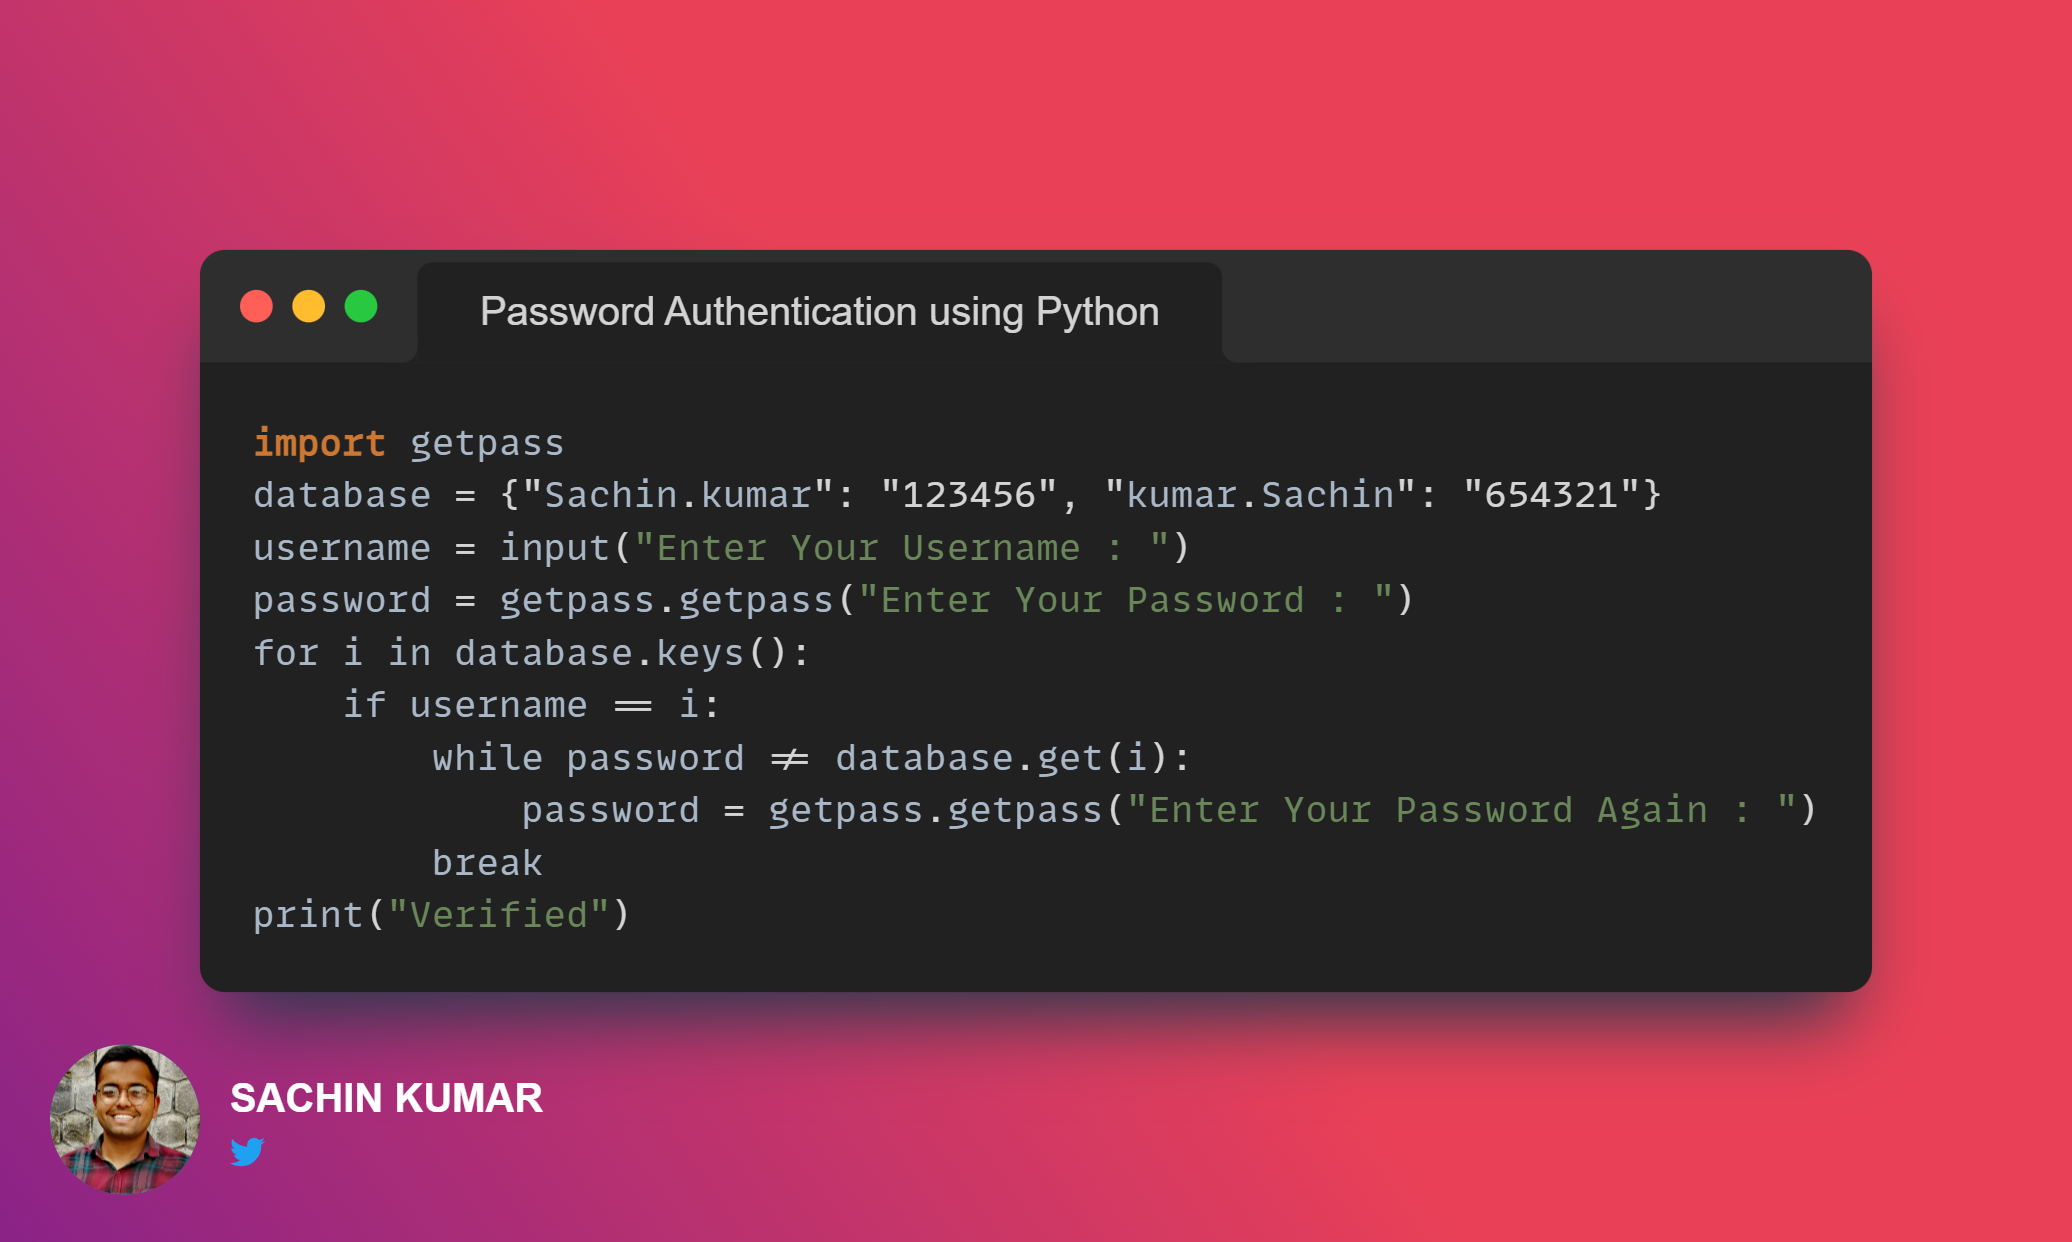 Password Authentication using Python
import getpass
database = {"Sachin.kumar": "123456", "kumar.Sachin": "654321"}
username = input("Enter Your Username : ")
password = getpass.getpass("Enter Your Password : ")
for i in database.keys():
    if username == i:
        while password != database.get(i):
            password = getpass.getpass("Enter Your Password Again : ")
        break
print("Verified")
SACHIN KUMAR